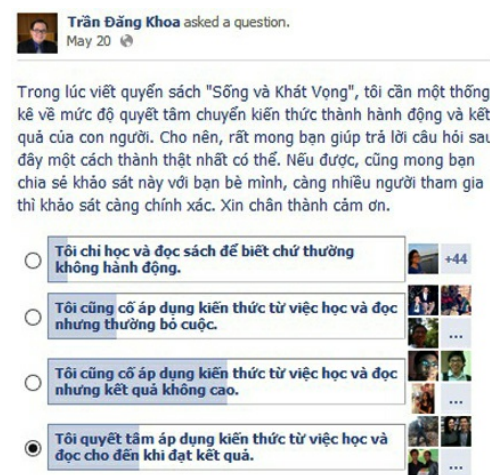 Trần Đăng Khoa asked a question.
May 20
Trong lúc viết quyển sách "Sống và Khát Vọng", tôi cần một thống
kê về mức độ quyết tâm chuyển kiến thức thành hành động và kết
quả của con người. Cho nên, rất mong bạn giúp trả lời câu hỏi sau
đây một cách thành thật nhất có thể. Nếu được, cũng mong bạn
chia sẻ khảo sát này với bạn bè mình, càng nhiều người tham gia
thì khảo sát càng chính xác. Xin chân thành cảm ơn.
Tôi chỉ học và đọc sách để biết chứ thường
không hành động.
+44
Tôi cũng cố áp dụng kiến thức từ việc học và đọc
nhưng thường bỏ cuộc.
...
Tôi cũng cố áp dụng kiến thức từ việc học và đọc
nhưng kết quả không cao.
...
Tôi quyết tâm áp dụng kiến thức từ việc học và
đọc cho đến khi đạt kết quả.
...